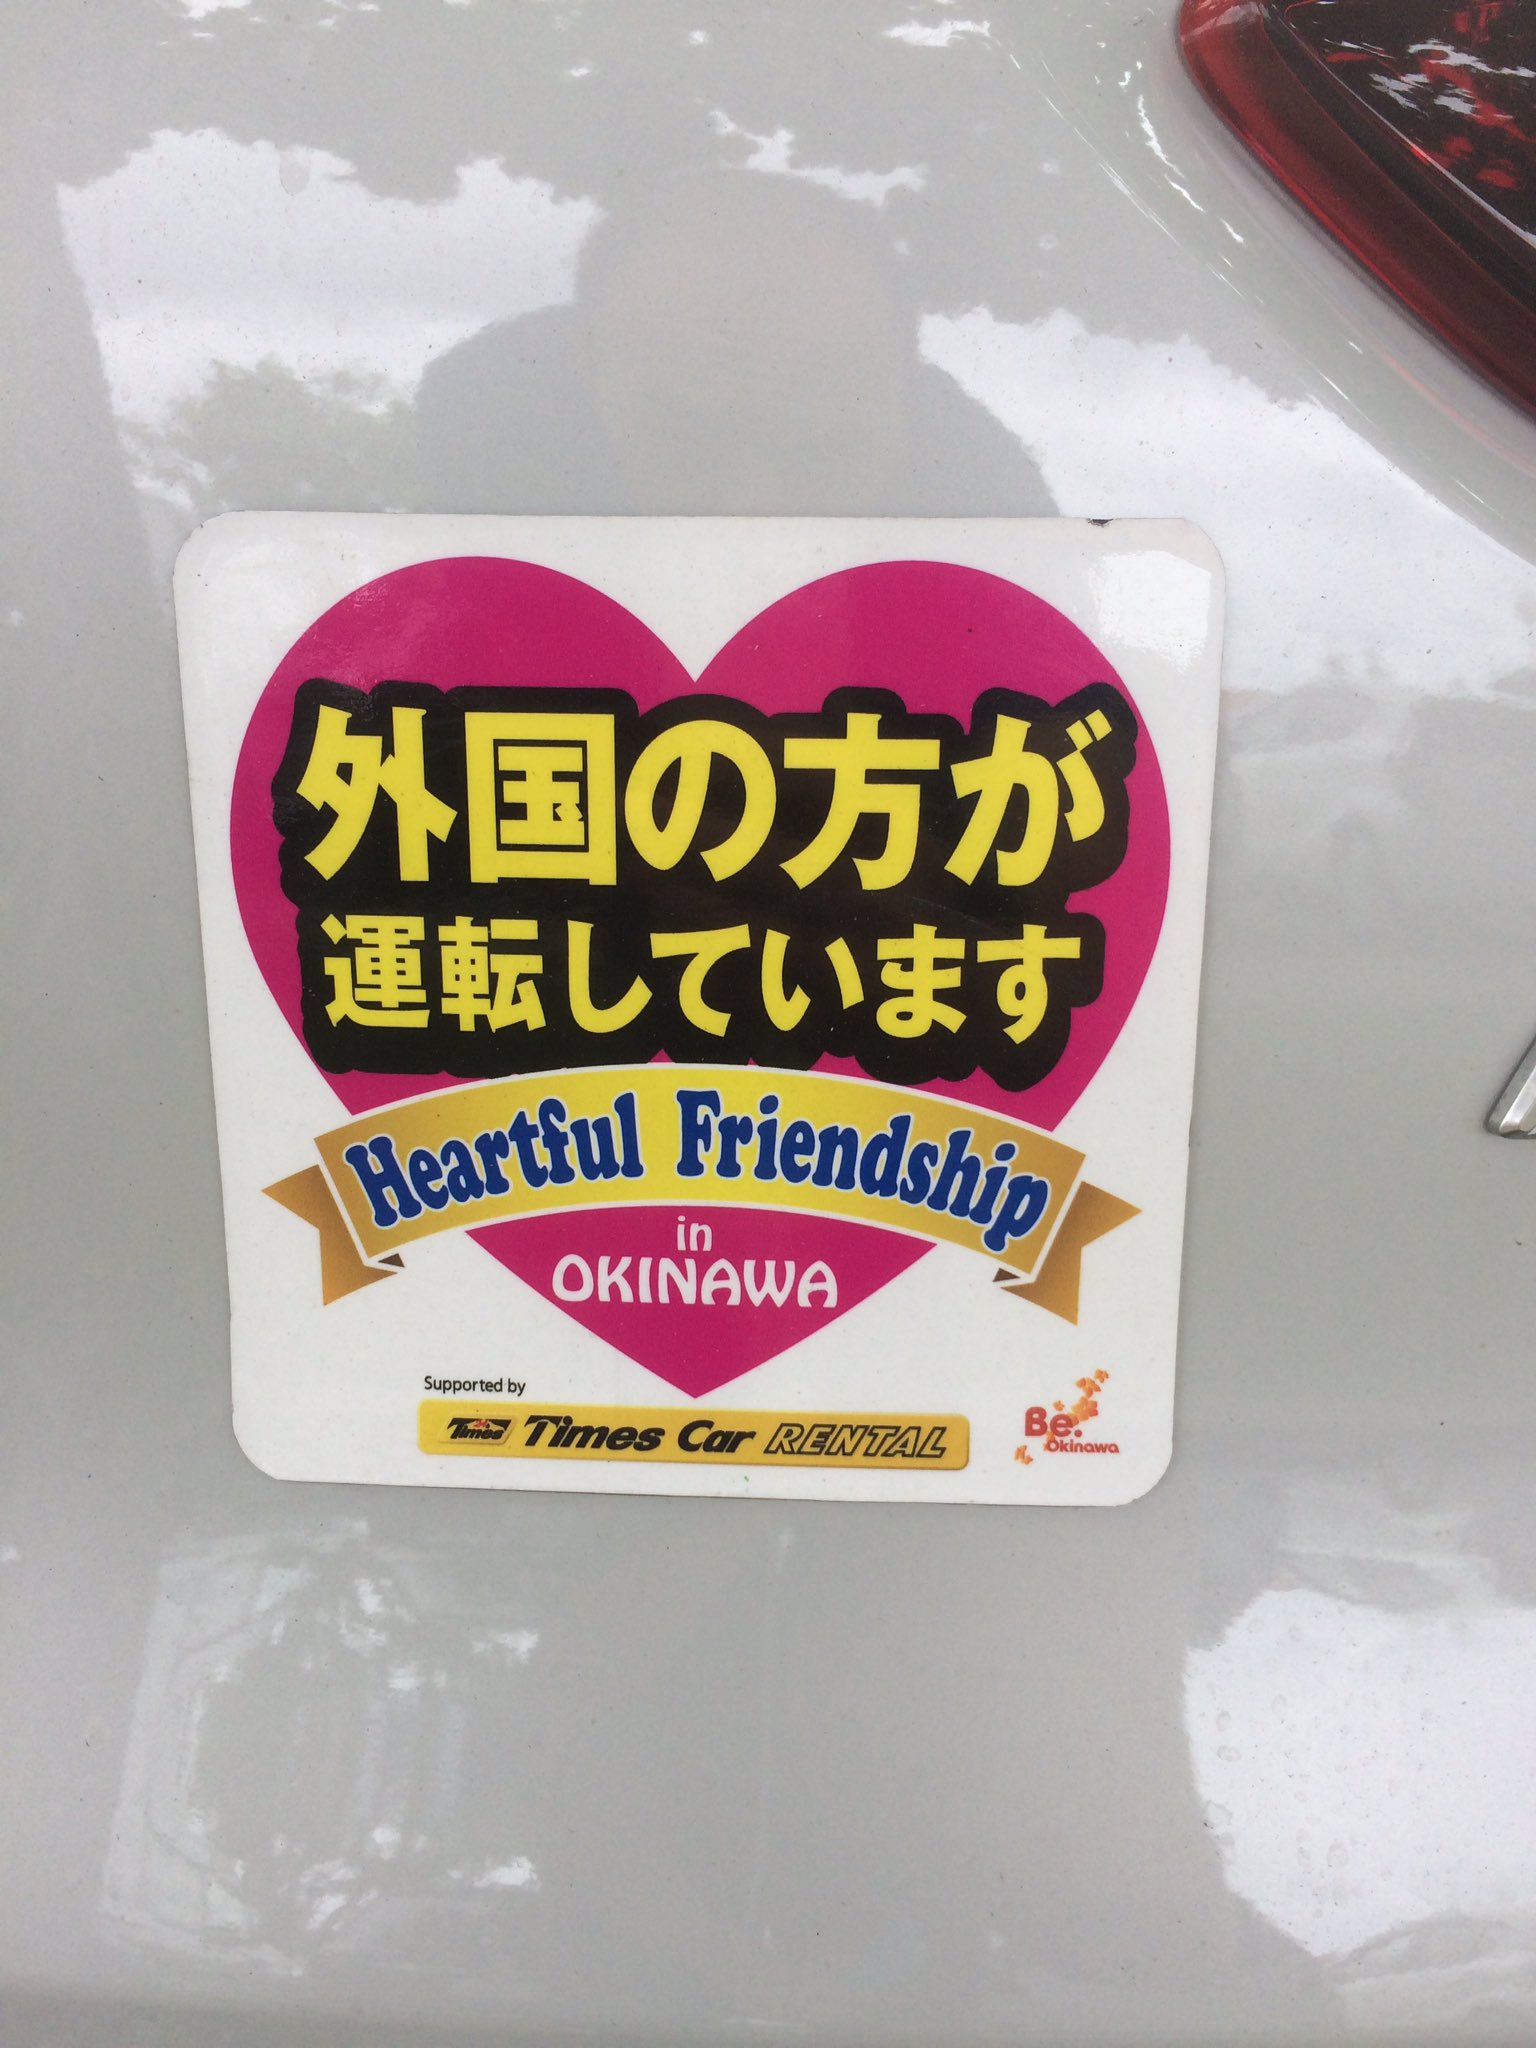 外国の方が
運転しています
Heartful Friendship
in
OKINAWA
Supported by
Times Times Car RENTAL
Be.
Okinawa